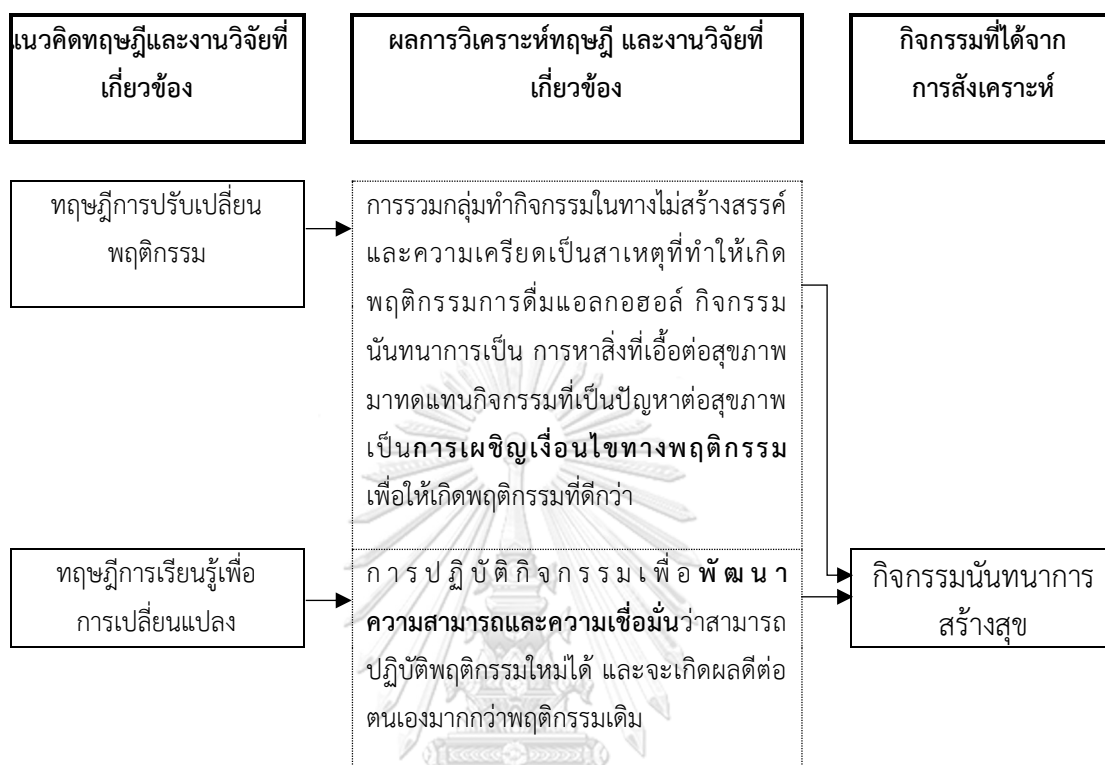 แนวคิดทฤษฎีและงานวิจัยที่
เกี่ยวข้อง
ผลการวิเคราะห์ทฤษฎี และงานวิจัยที่
เกี่ยวข้อง
กิจกรรมที่ได้จาก
การสังเคราะห์
ทฤษฎีการปรับเปลี่ยน
พฤติกรรม
การรวมกลุ่มทำกิจกรรมในทางไม่สร้างสรรค์
และความเครียดเป็นสาเหตุที่ทำให้เกิด
พฤติกรรมการดื่มแอลกอฮอล์ กิจกรรม
นันทนาการเป็น การหาสิ่งที่เอื้อต่อสุขภาพ
มาทดแทนกิจกรรมที่เป็นปัญหาต่อสุขภาพ
เป็นการเผชิญเงื่อนไขทางพฤติกรรม
เพื่อให้เกิดพฤติกรรมที่ดีกว่า
ทฤษฎีการเรียนรู้เพื่อ
การเปลี่ยนแปลง
การปฏิบัติกิจกรรมเพื่อพัฒนา
ความสามารถและความเชื่อมั่นว่าสามารถ
ปฏิบัติพฤติกรรมใหม่ได้ และจะเกิดผลดีต่อ
ตนเองมากกว่าพฤติกรรมเดิม
กิจกรรมนันทนาการ
สร้างสุข